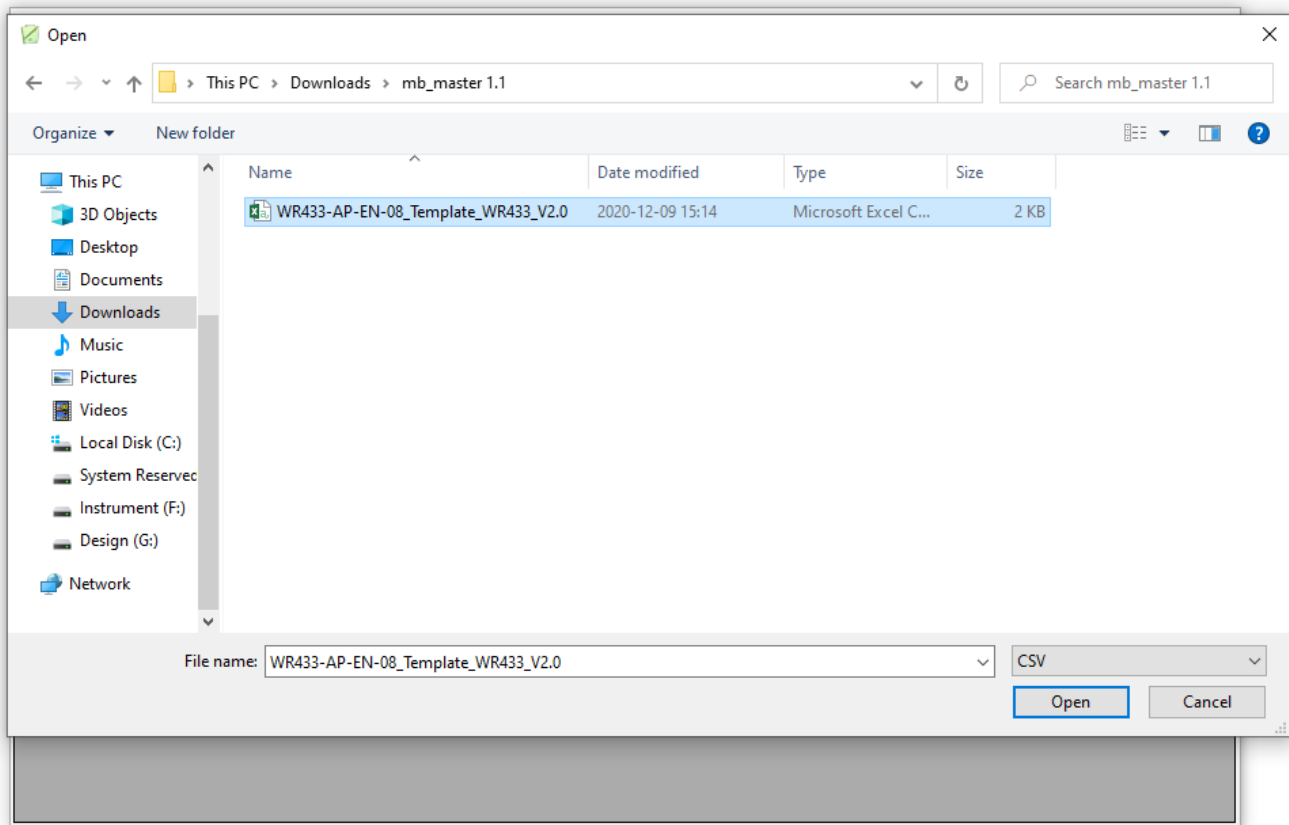 Open
This PC > Downloads > mb_master 1.1
Search mb_master 1.1
Organize
New folder
?
Name
Date modified
Type
Size
WR433-AP-EN-08_Template_WR433_V2.0
2020-12-09 15:14
Microsoft Excel C...
2 KB
This PC
3D Objects
Desktop
Documents
Downloads
Music
Pictures
Videos
Local Disk (C:)
System Reserved
Instrument (F:)
Design (G:)
Network
File name:
WR433-AP-EN-08_Template_WR433_V2.0
CSV
Open
Cancel